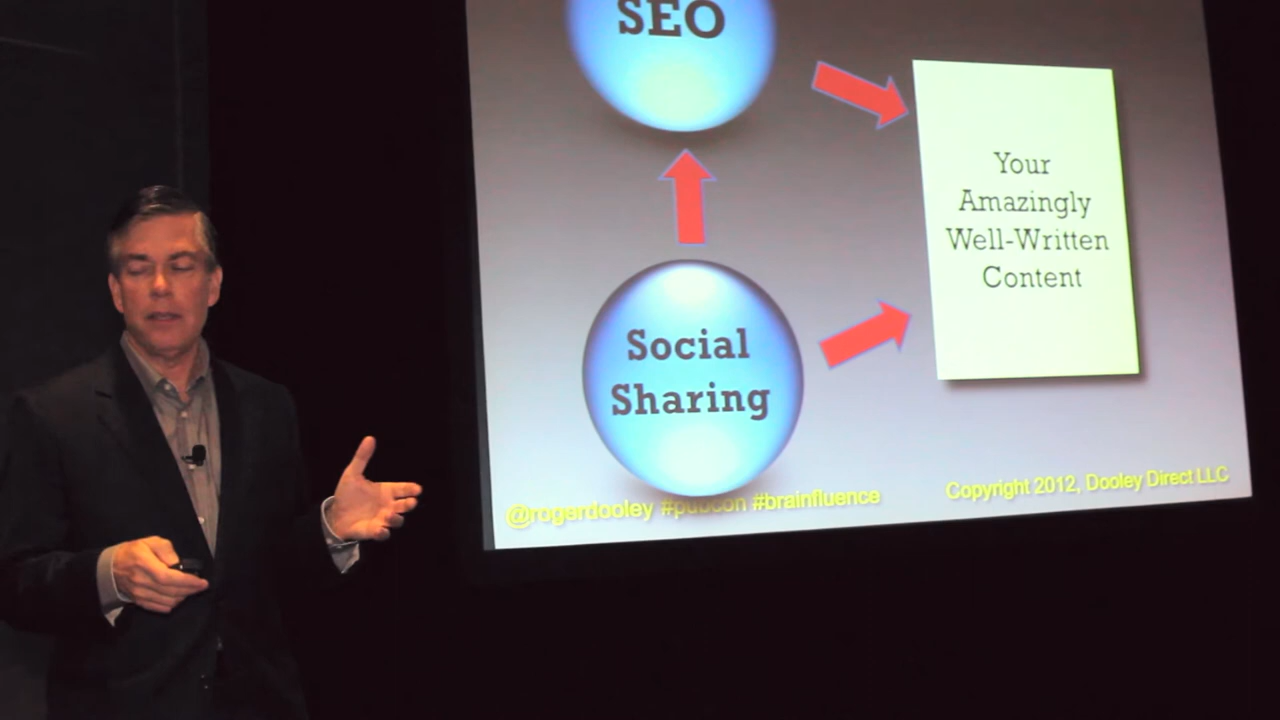 SEO
Your
Amazingly
Well-Written
Content
Social
Sharing
@rogerdooley #pubcon #brainfluence
Copyright 2012, Dooley Direct LLC